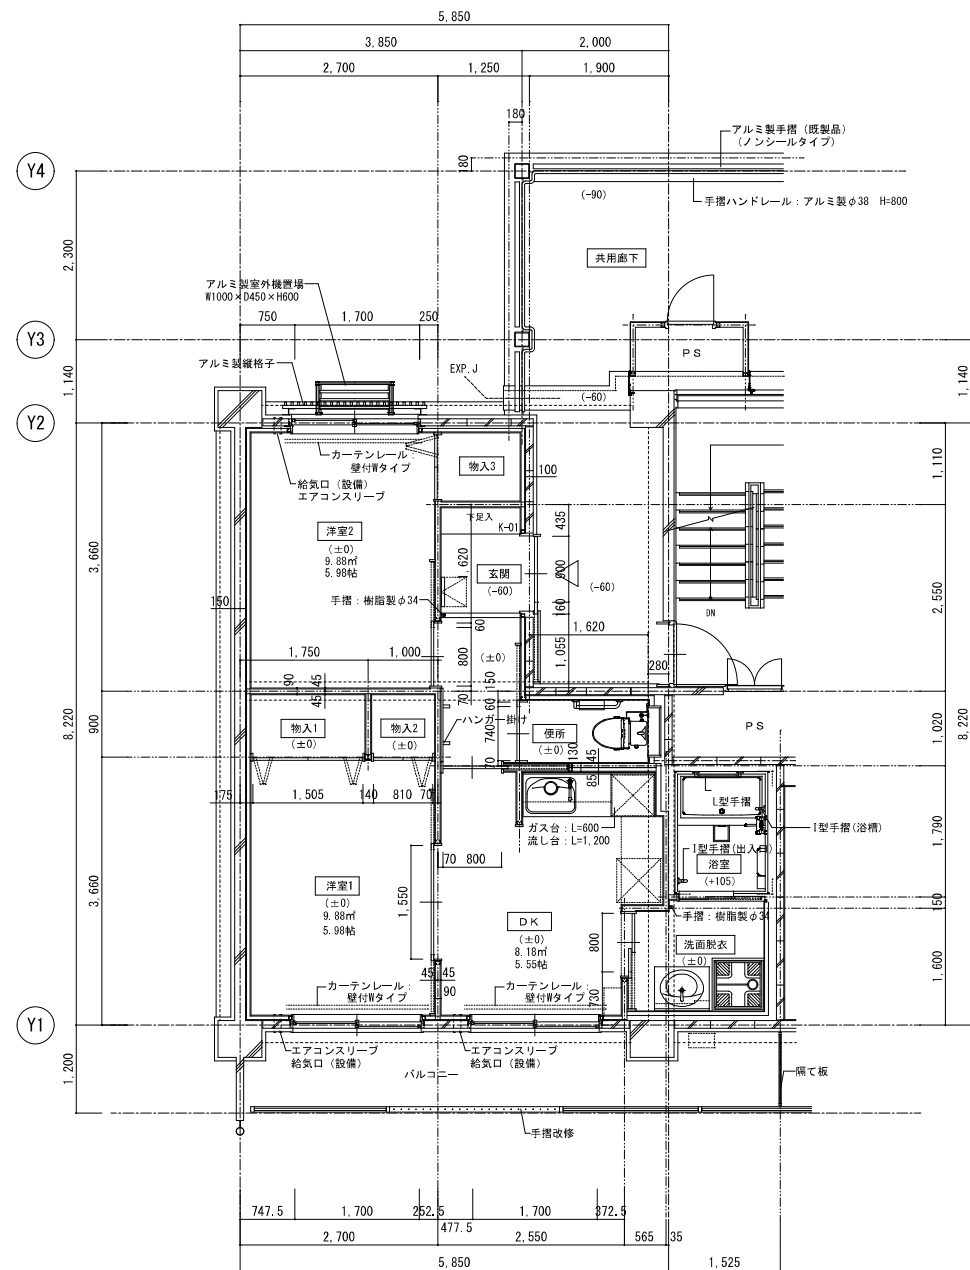 5,850
3,850
2,000
2,700
1,250
1,900
180
アルミ製手摺（既製品）
（ノンシールタイプ）
Y4
180
(-90)
手摺ハンドレール：アルミ製φ38 H=800
2,300
共用廊下
アルミ製室外機置場
W1000×D450×H600
750
1,700
250
Y3
PS
アルミ製縦格子
EXP.J
1,140
1,140
(-60)
Y2
カーテンレール：
壁付Wタイプ
物入3
100
給気口（設備）
エアコンスリーブ
1,110
下足入
K-01
435
洋室2
(±0)
9.88㎡
5.98帖
1,620
玄関
(-60)
900
(-60)
3,660
150
手摺：樹脂製φ34
160
DN
2,550
60
1,620
1,750
1,000
800
(±0)
1,055
280
90
45
45
150
70
60
8,220
900
物入1
(±0)
物入2
(±0)
ハンガー掛け
740
便所
(±0)
130
45
PS
1,020
8,220
70
85
175
1,505
140
810
70
L型手摺
ガス台：L=600
流し台：L=1,200
I型手摺(浴槽)
I型手摺(出入口)
浴室
(+105)
1,790
70
800
洋室1
(±0)
9.88㎡
5.98帖
1,550
3,660
DK
(±0)
8.18㎡
5.55帖
800
手摺：樹脂製φ34
150
洗面脱衣
(±0)
45
45
90
カーテンレール：
壁付Wタイプ
カーテンレール：
壁付Wタイプ
730
1,600
Y1
エアコンスリーブ
給気口（設備）
エアコンスリーブ
給気口（設備）
バルコニー
1,200
隔て板
手摺改修
747.5
1,700
252.5
477.5
1,700
372.5
2,700
2,550
565
35
5,850
1,525